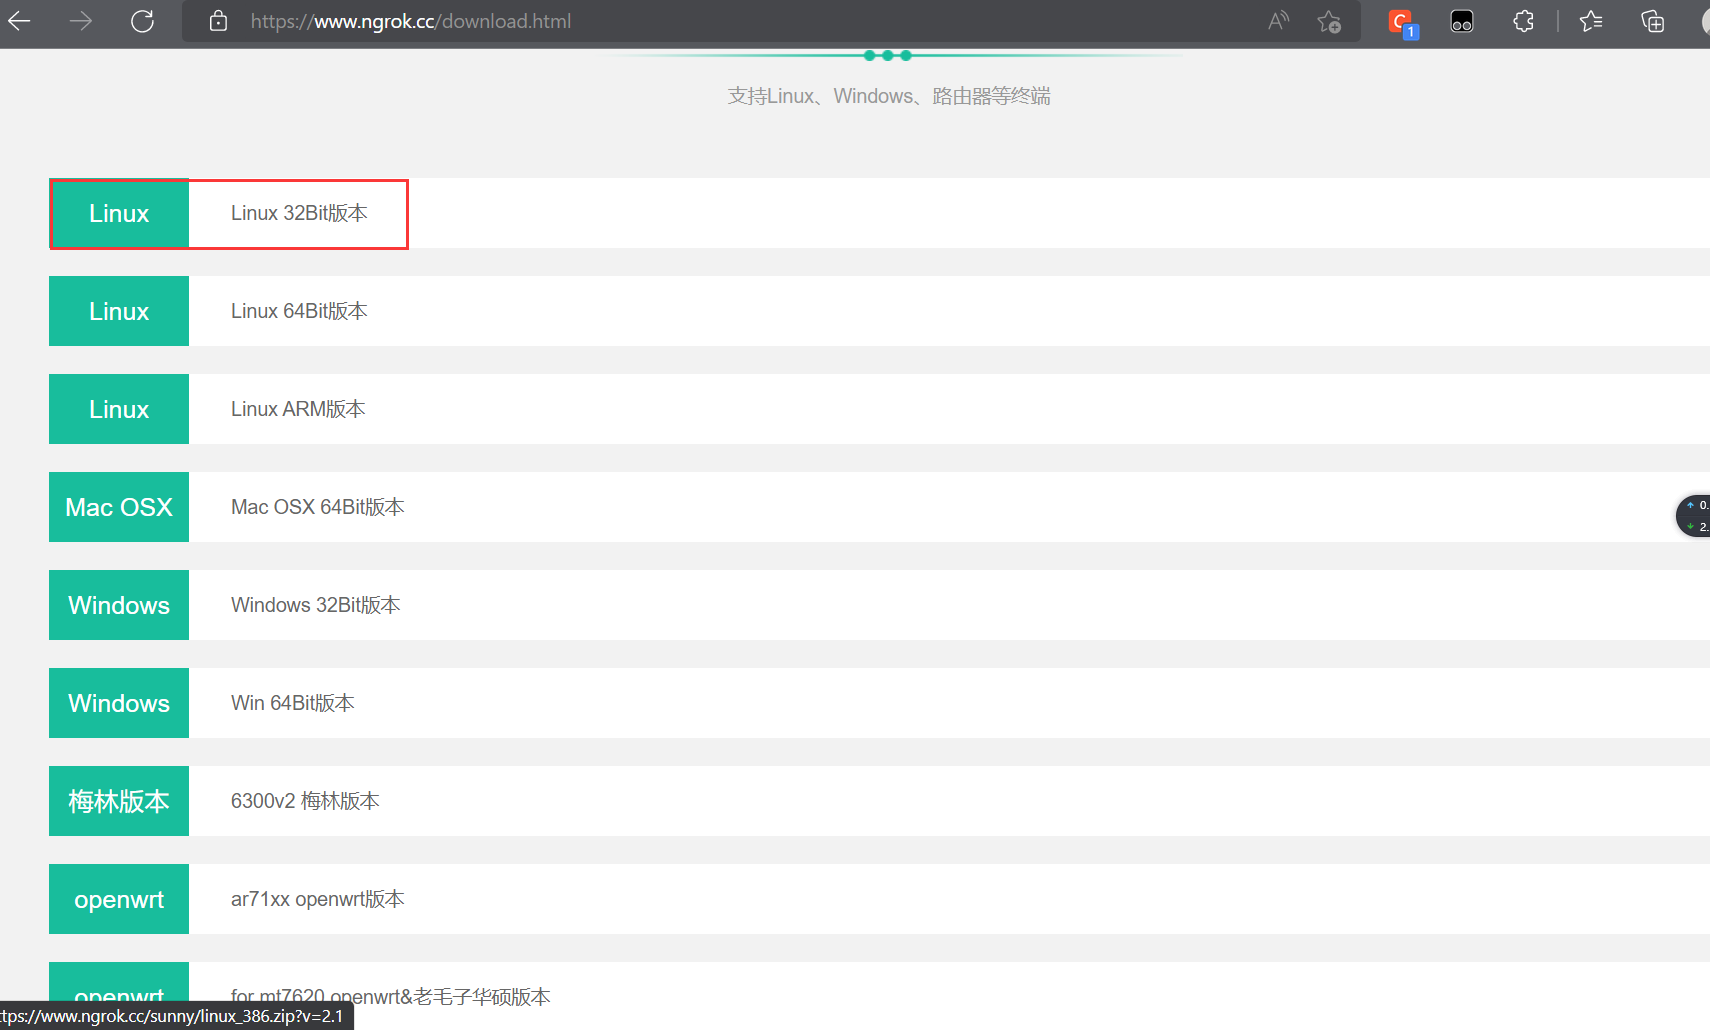 https://www.ngrok.cc/download.html
1
支持Linux、Windows、路由器等终端
Linux Linux 32Bit版本
Linux Linux 64Bit版本
Linux Linux ARM版本
Mac OSX Mac OSX 64Bit版本
0.
2.
Windows Windows 32Bit版本
Windows Win 64Bit版本
梅林版本 6300v2 梅林版本
openwrt ar71xx openwrt版本
openwrt for mt7620 openwrt&老毛子华硕版本
ttps://www.ngrok.cc/sunny/linux_386.zip?v=2.1